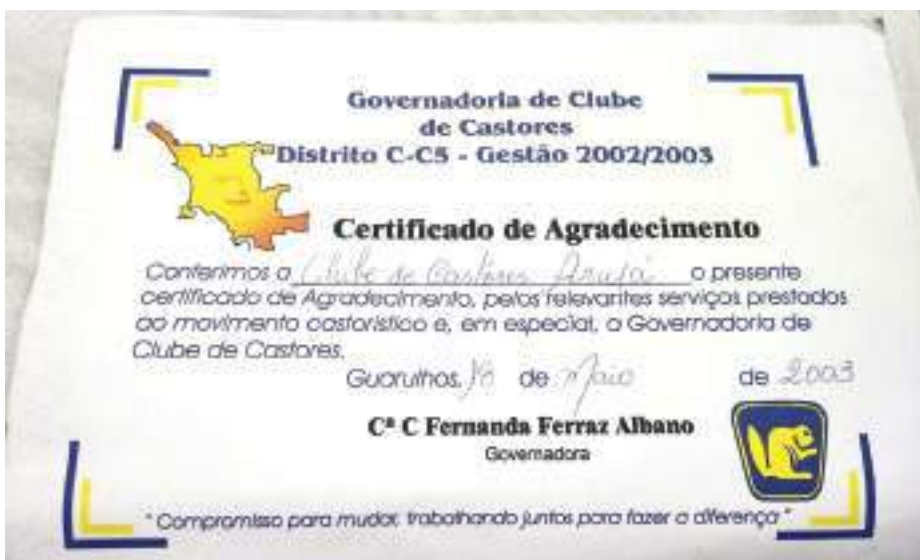 Governadoria de Clube
de Castores
Distrito C-C5 - Gestão 2002/2003
Certificado de Agradecimento
Conferimos a Clube de Castores Arujá o presente
certificado de Agradecimento, pelos relevantes serviços prestados
ao movimento castorístico e, em especial, a Governadoria de
Clube de Castores.
Guarulhos, 18 de Maio de 2003
Cª C Fernanda Ferraz Albano
Governadora
"Compromisso para mudar, trabalhando juntos para fazer a diferença"